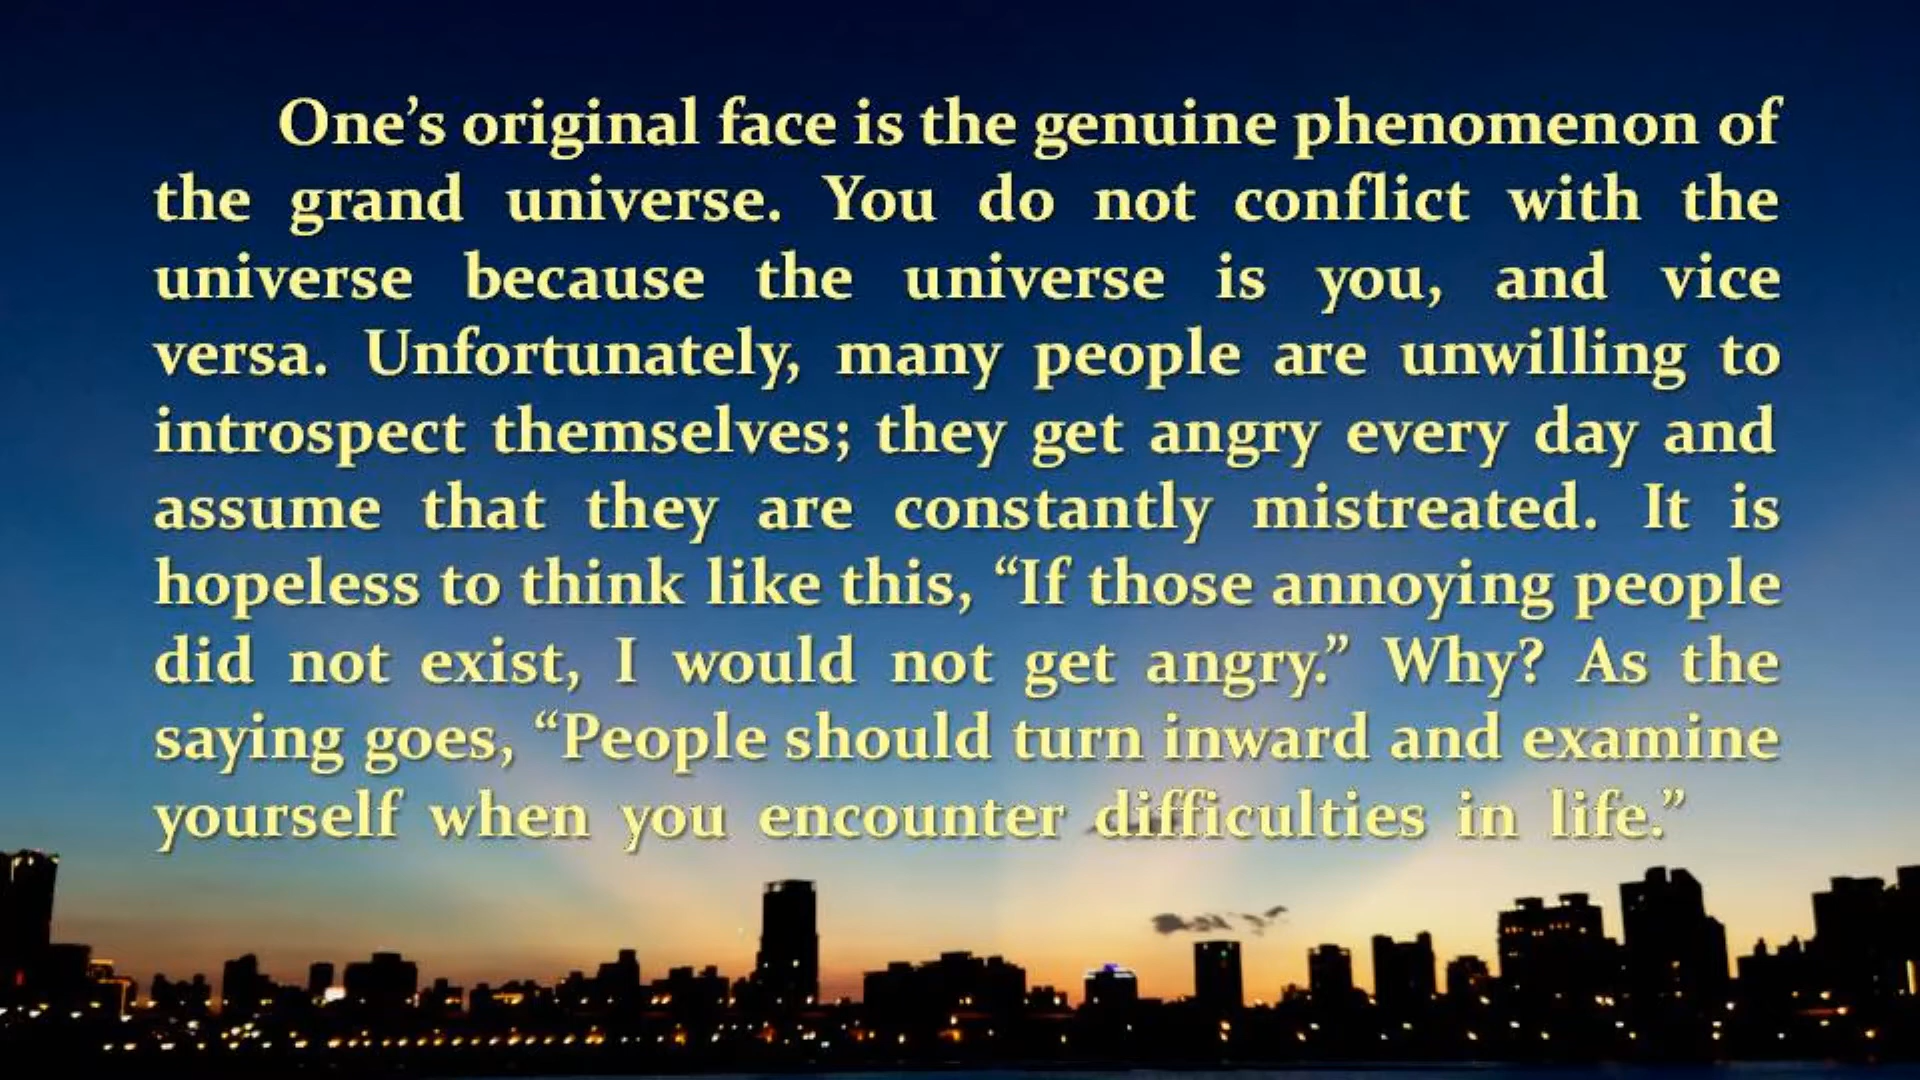 One’s original face is the genuine phenomenon of
the grand universe. You do not conflict with the
universe because the universe is you, and vice
versa. Unfortunately, many people are unwilling to
introspect themselves; they get angry every day and
assume that they are constantly mistreated. It is
hopeless to think like this, “If those annoying people
did not exist, I would not get angry.” Why? As the
saying goes, “People should turn inward and examine
yourself when you encounter difficulties in life.”